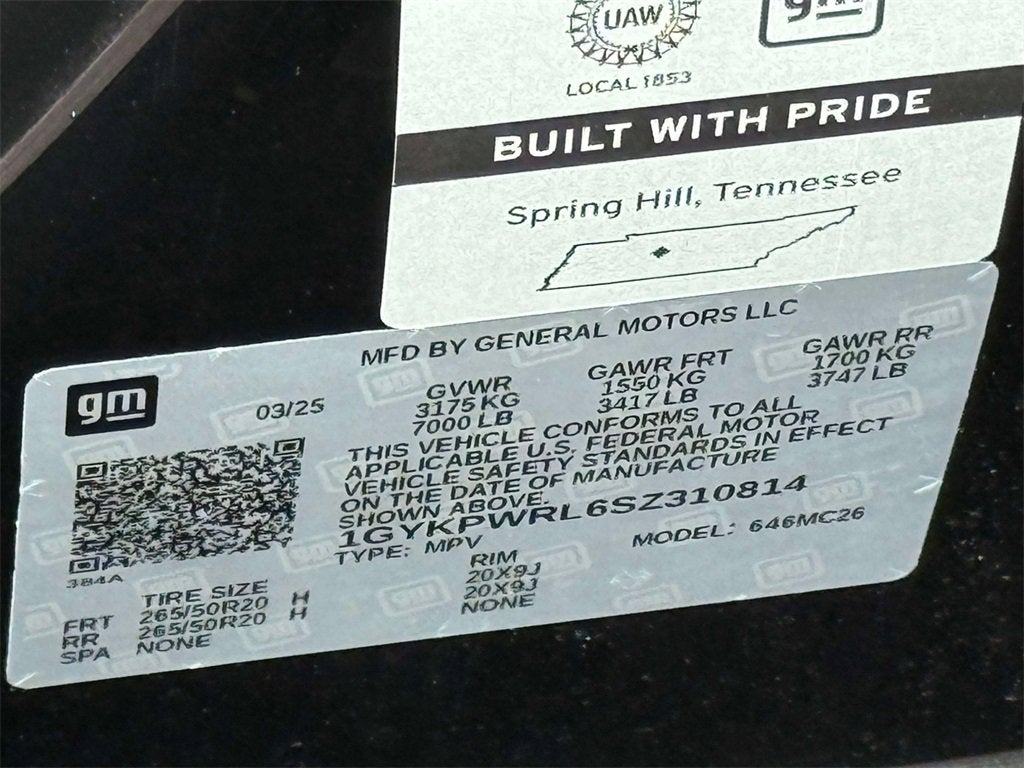 UAW
gm
LOCAL 1853
BUILT WITH PRIDE
Spring Hill, Tennessee
MFD BY GENERAL MOTORS LLC
gm
03/25
GVWR GAWR FRT GAWR RR
3175 KG 1550 KG 1700 KG
7000 LB 3417 LB 3747 LB
THIS VEHICLE CONFORMS TO ALL
APPLICABLE U.S. FEDERAL MOTOR
VEHICLE SAFETY STANDARDS IN EFFECT
ON THE DATE OF MANUFACTURE
SHOWN ABOVE.
1GYKPWRL6SZ310814
TYPE: MPV MODEL: 646MC26
384A
TIRE SIZE RIM
FRT 265/50R20 H 20X9J
RR 265/50R20 H 20X9J
SPA NONE NONE